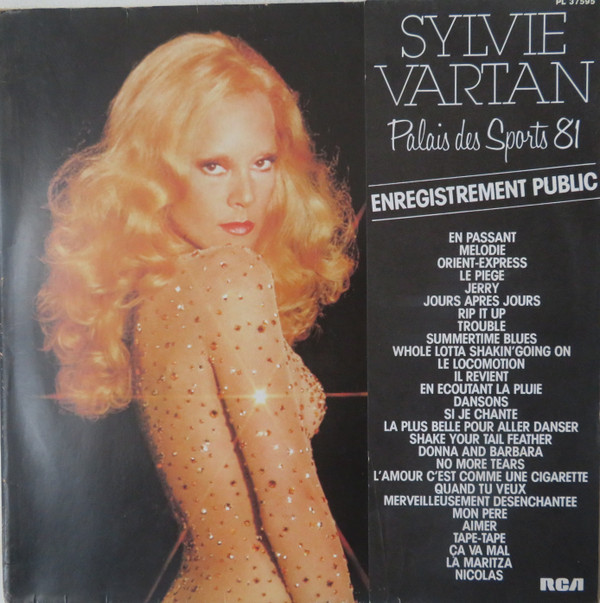 PL 37595
SYLVIE
VARTAN
Palais des Sports 81
ENREGISTREMENT PUBLIC
EN PASSANT
MELODIE
ORIENT-EXPRESS
LE PIEGE
JERRY
JOURS APRES JOURS
RIP IT UP
TROUBLE
SUMMERTIME BLUES
WHOLE LOTTA SHAKIN'GOING ON
LE LOCOMOTION
IL REVIENT
EN ECOUTANT LA PLUIE
DANSONS
SI JE CHANTE
LA PLUS BELLE POUR ALLER DANSER
SHAKE YOUR TAIL FEATHER
DONNA AND BARBARA
NO MORE TEARS
L'AMOUR C'EST COMME UNE CIGARETTE
QUAND TU VEUX
MERVEILLEUSEMENT DESENCHANTEE
MON PERE
AIMER
TAPE-TAPE
ÇA VA MAL
LA MARITZA
NICOLAS
RCA